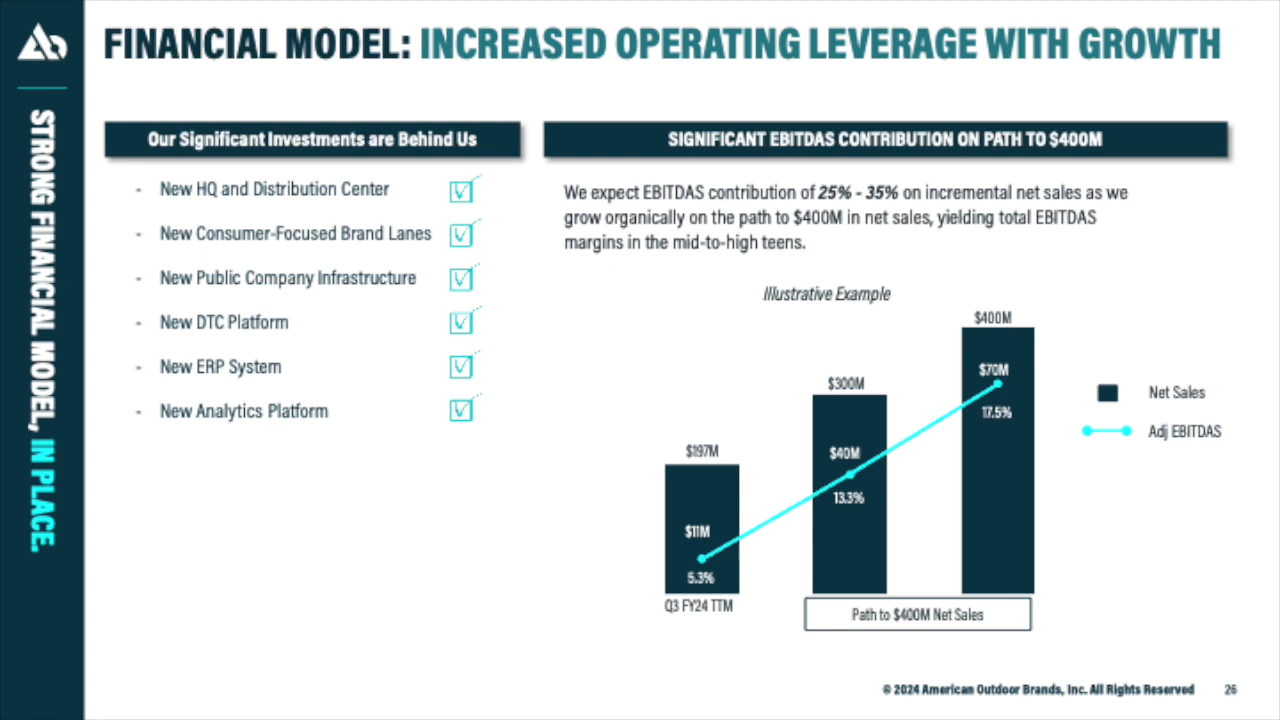 FINANCIAL MODEL: INCREASED OPERATING LEVERAGE WITH GROWTH
STRONG FINANCIAL MODEL, IN PLACE.
Our Significant Investments are Behind Us
- New HQ and Distribution Center
- New Consumer-Focused Brand Lanes
- New Public Company Infrastructure
- New DTC Platform
- New ERP System
- New Analytics Platform
SIGNIFICANT EBITDAS CONTRIBUTION ON PATH TO $400M
We expect EBITDAS contribution of 25% - 35% on incremental net sales as we
grow organically on the path to $400M in net sales, yielding total EBITDAS
margins in the mid-to-high teens.
Illustrative Example
$197M
$11M
5.3%
Q3 FY24 TTM
$300M
$40M
13.3%
$400M
$70M
17.5%
Path to $400M Net Sales
Net Sales
Adj EBITDAS
© 2024 American Outdoor Brands, Inc. All Rights Reserved
26